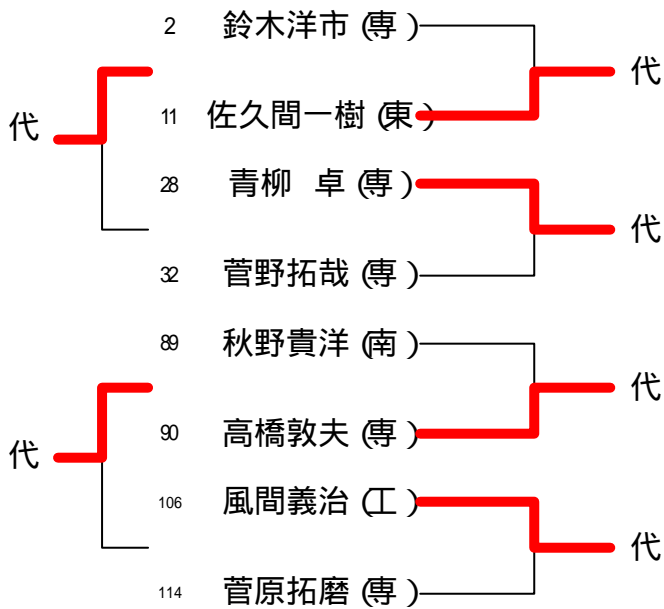 2 鈴木洋市 (専)
代
11 佐久間一樹 (東)
代
28 青柳 卓 (専)
代
32 菅野拓哉 (専)
89 秋野貴洋 (南)
代
90 高橋敦夫 (専)
代
106 風間義治 (工)
代
114 菅原拓磨 (専)